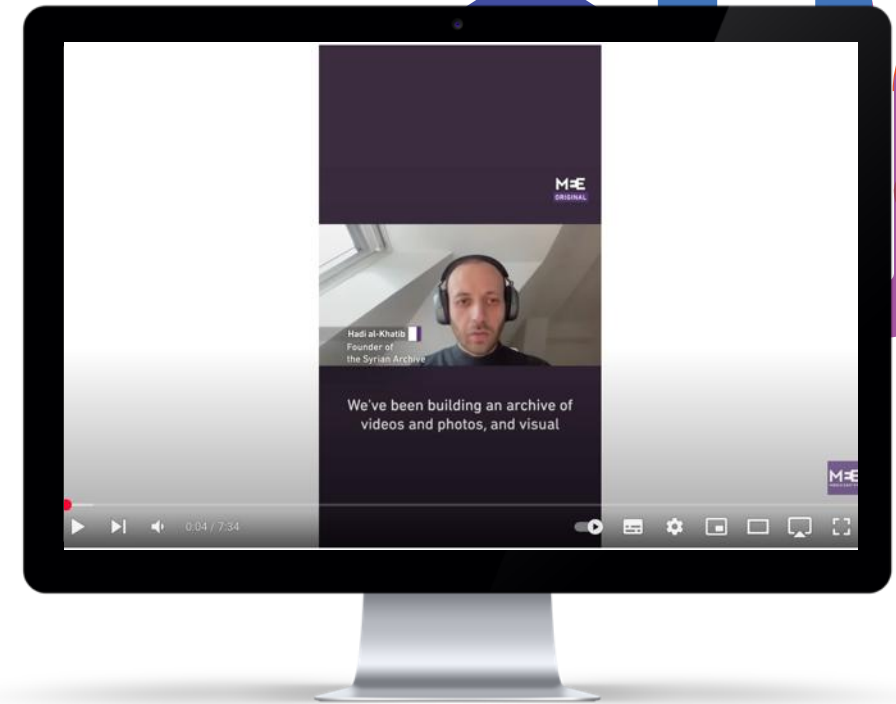 MEE
ORIGINAL
Hadi al-Khatib
Founder of
the Syrian Archive
We've been building an archive of
videos and photos, and visual
MEE
0:04 / 7:34